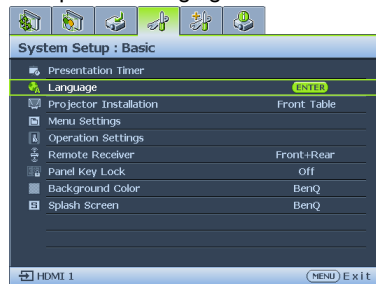 System Setup : Basic
Presentation Timer
Language ENTER
Projector Installation Front Table
Menu Settings
Operation Settings
Remote Receiver Front+Rear
Panel Key Lock Off
Background Color BenQ
Splash Screen BenQ
HDMI 1 MENU Exit